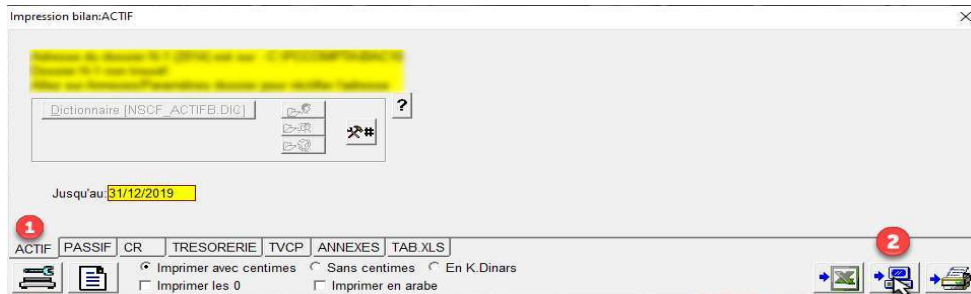 Impression bilan:ACTIF
Dictionnaire [NSCF_ACTIFB.DIC]
?
#
Jusqu'au: 31/12/2019
1
2
ACTIF PASSIF CR TRESORERIE TVCP ANNEXES TAB.XLS
Imprimer avec centimes Sans centimes En K.Dinars
Imprimer les 0 Imprimer en arabe